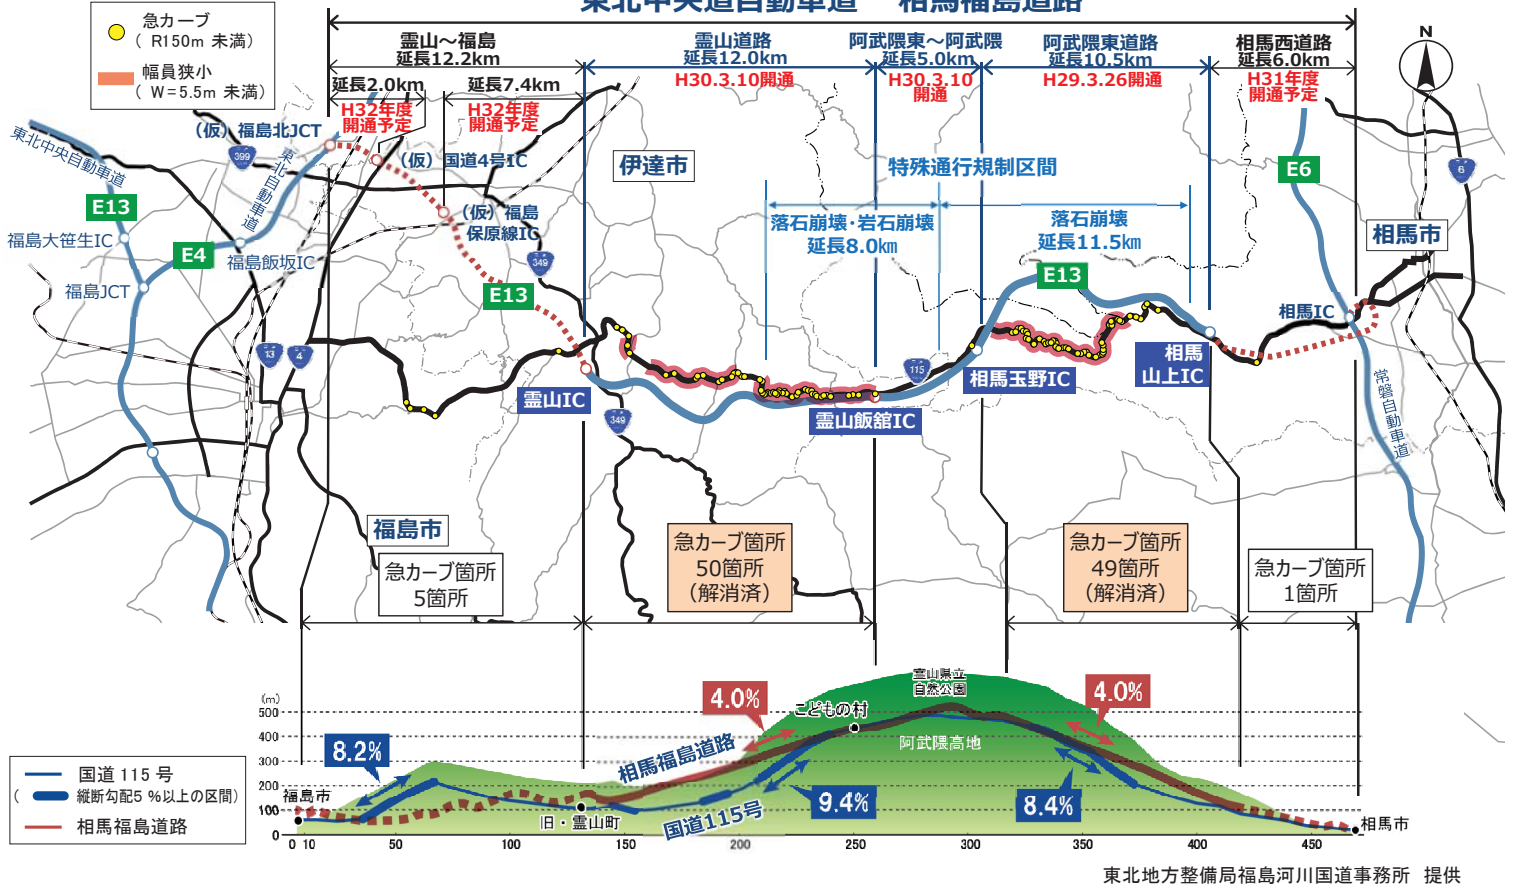 東北中央道自動車道　相馬福島道路
急カーブ
( R150m 未満)
幅員狭小
( W=5.5m 未満)
霊山～福島
延長12.2km
霊山道路
延長12.0km
H30.3.10開通
阿武隈東～阿武隈
延長5.0km
H30.3.10
開通
阿武隈東道路
延長10.5km
H29.3.26開通
相馬西道路
延長6.0km
H31年度
開通予定
N
延長2.0km
H32年度
開通予定
延長7.4km
H32年度
開通予定
(仮)福島北JCT
東北中央自動車道
399
東北自動車道
(仮)国道4号IC
伊達市
特殊通行規制区間
E6
6
E13
(仮)福島
保原線IC
落石崩壊・岩石崩壊
延長8.0km
落石崩壊
延長11.5km
相馬市
福島大笹生IC
E4
福島飯坂IC
349
E13
福島JCT
E13
相馬IC
13
4
115
相馬玉野IC
相馬
山上IC
霊山IC
349
霊山飯舘IC
常磐自動車道
福島市
急カーブ箇所
5箇所
急カーブ箇所
50箇所
(解消済)
急カーブ箇所
49箇所
(解消済)
急カーブ箇所
1箇所
(m)
500
400
300
200
100
0
霊山県立
自然公園
4.0%
こどもの村
4.0%
阿武隈高地
8.2%
相馬福島道路
9.4%
8.4%
国道115号
福島市
旧・霊山町
相馬市
0 10 50 100 150 200 250 300 350 400 450
国道 115 号
( 縦断勾配5 %以上の区間)
相馬福島道路
東北地方整備局福島河川国道事務所 提供